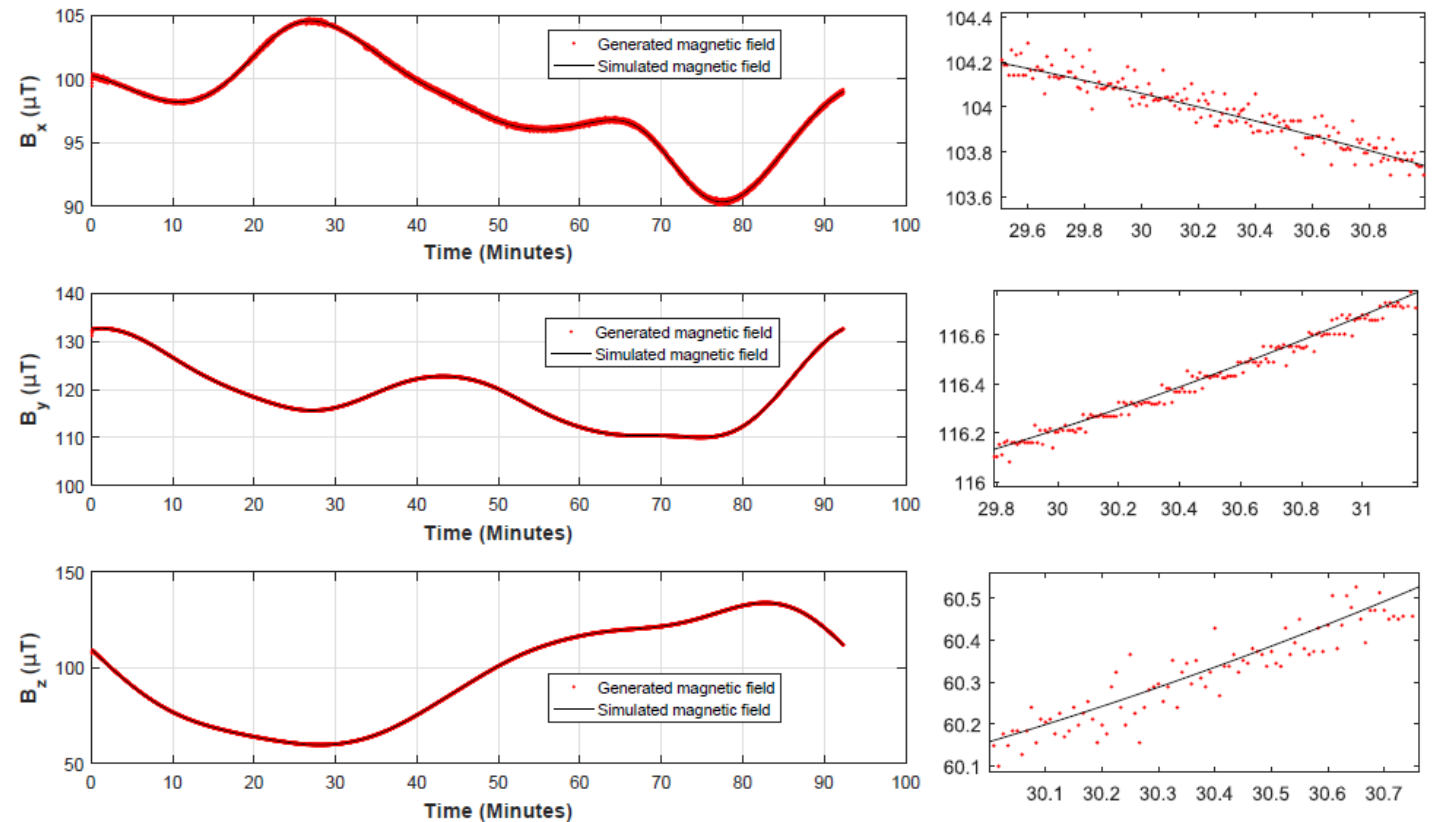 105
100
95
90
B_x (µT)
0 10 20 30 40 50 60 70 80 90 100
Time (Minutes)
Generated magnetic field
Simulated magnetic field
104.4
104.2
104
103.8
103.6
29.6 29.8 30 30.2 30.4 30.6 30.8
140
130
120
110
100
B_y (µT)
0 10 20 30 40 50 60 70 80 90 100
Time (Minutes)
Generated magnetic field
Simulated magnetic field
116.6
116.4
116.2
116
29.8 30 30.2 30.4 30.6 30.8 31
150
100
50
B_z (µT)
0 10 20 30 40 50 60 70 80 90 100
Time (Minutes)
Generated magnetic field
Simulated magnetic field
60.5
60.4
60.3
60.2
60.1
30.1 30.2 30.3 30.4 30.5 30.6 30.7